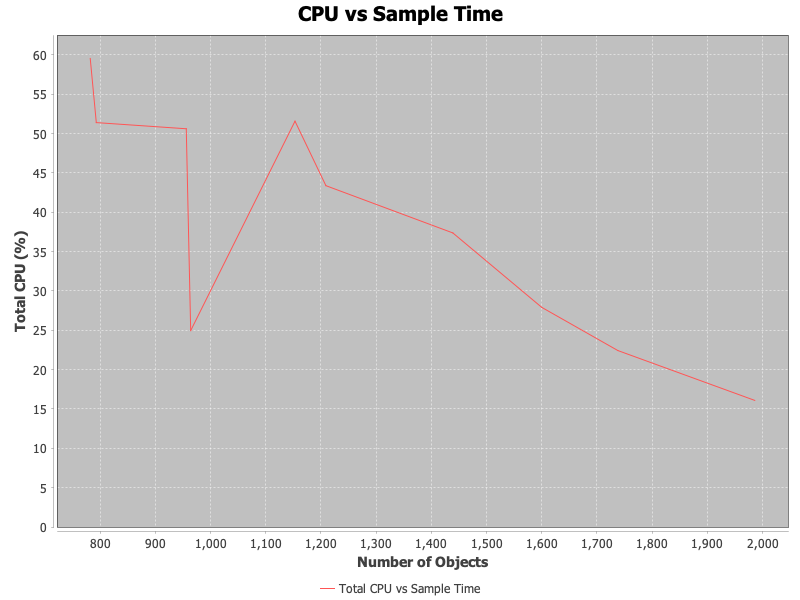 CPU vs Sample Time
60
55
50
45
40
35
30
25
20
15
10
5
0
Total CPU (%)
800 900 1,000 1,100 1,200 1,300 1,400 1,500 1,600 1,700 1,800 1,900 2,000
Number of Objects
Total CPU vs Sample Time